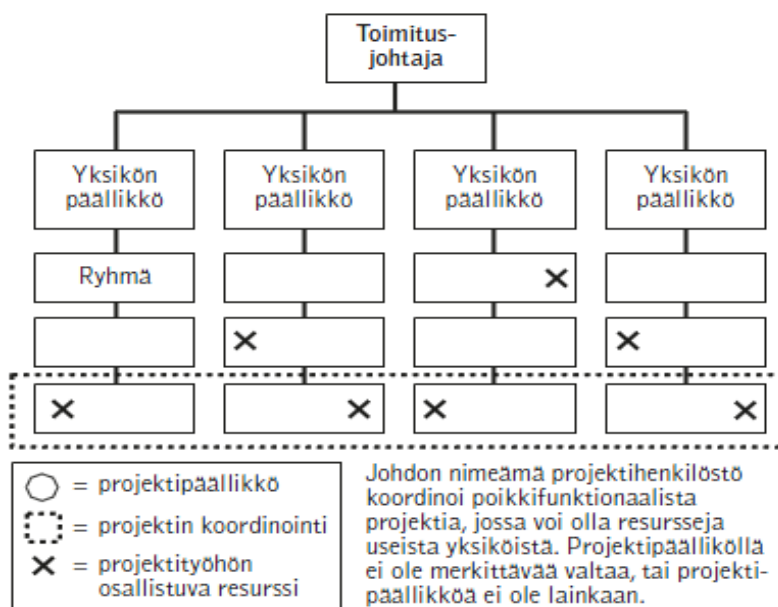 Toimitus-
johtaja
Yksikön
päällikkö
Yksikön
päällikkö
Yksikön
päällikkö
Yksikön
päällikkö
Ryhmä
= projektipäällikkö
= projektin koordinointi
= projektityöhön
osallistuva resurssi
Johdon nimeämä projektihenkilöstö
koordinoi poikkifunktionaalista
projektia, jossa voi olla resursseja
useista yksiköistä. Projektipäälliköllä
ei ole merkittävää valtaa, tai projekti-
päällikköä ei ole lainkaan.